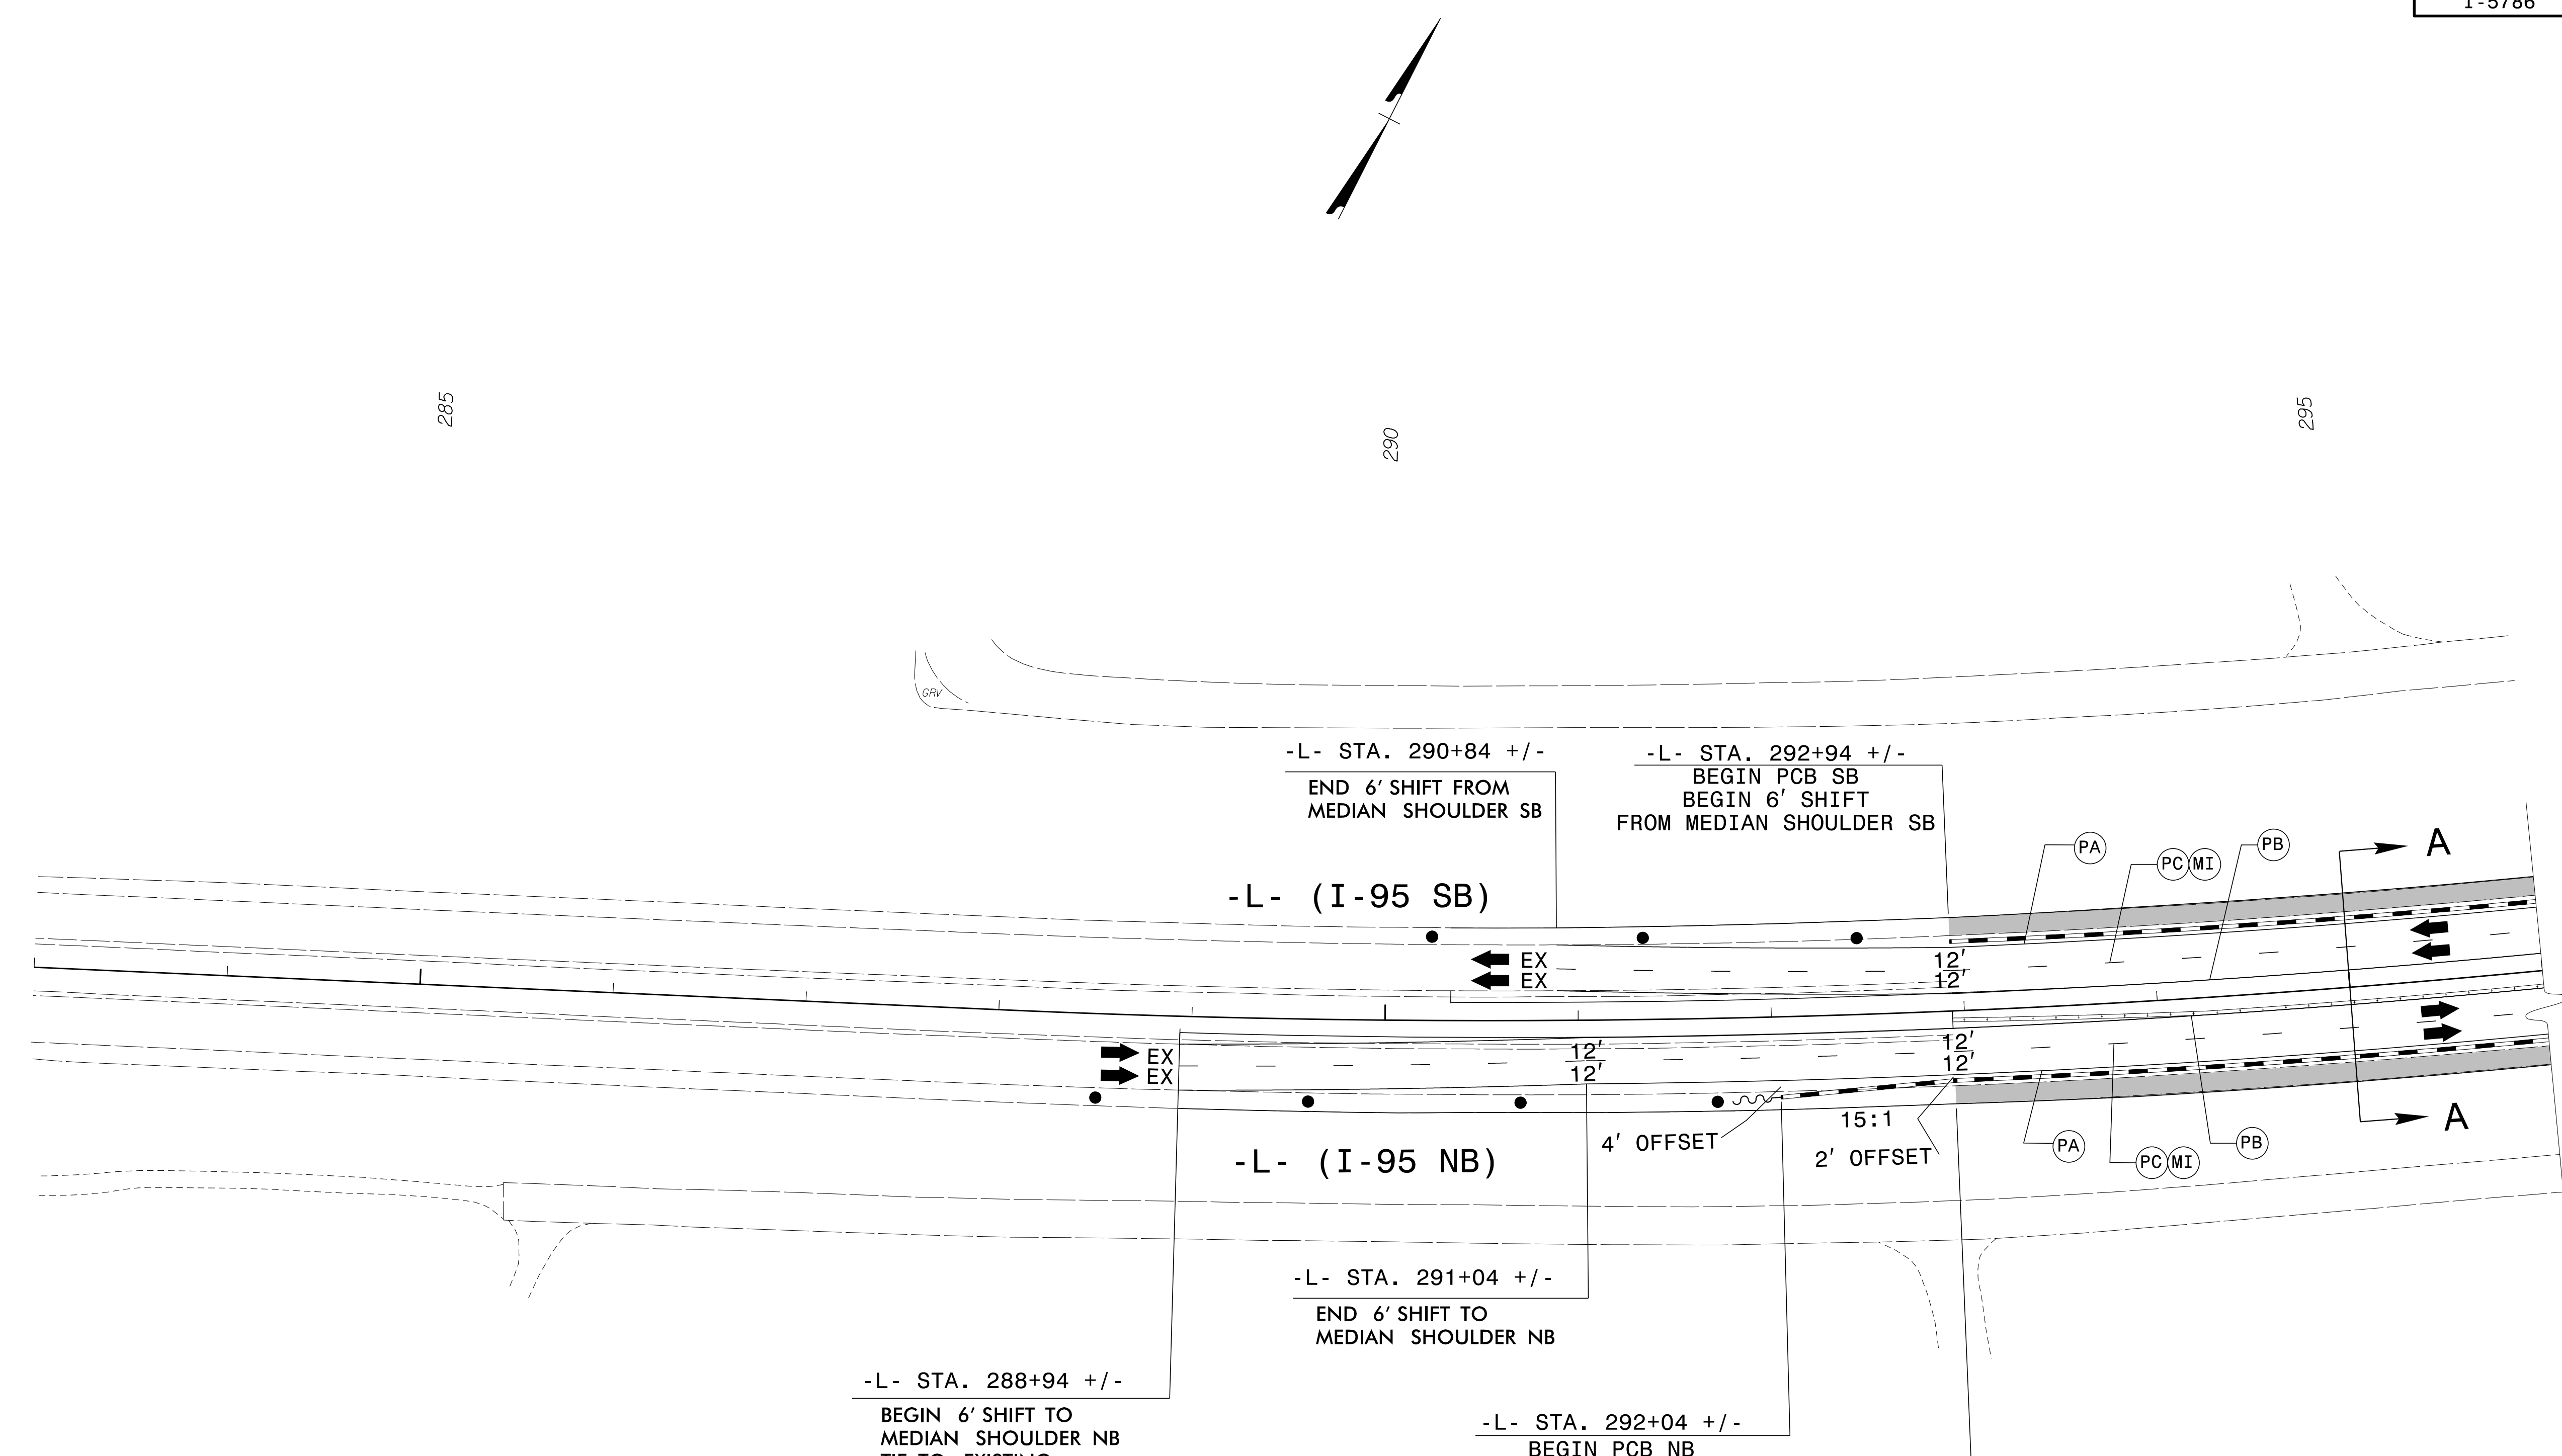 I-5786
285
290
295
GRV
-L- STA. 290+84 +/-
END 6' SHIFT FROM
MEDIAN SHOULDER SB
-L- STA. 292+94 +/-
BEGIN PCB SB
BEGIN 6' SHIFT
FROM MEDIAN SHOULDER SB
PA
PC MI
PB
A
-L- (I-95 SB)
EX
EX
12'
12'
EX
EX
12'
12'
12'
12'
4' OFFSET
15:1
2' OFFSET
PA
PC MI
PB
A
-L- (I-95 NB)
-L- STA. 291+04 +/-
END 6' SHIFT TO
MEDIAN SHOULDER NB
-L- STA. 288+94 +/-
BEGIN 6' SHIFT TO
MEDIAN SHOULDER NB
TIE TO EXISTING
-L- STA. 292+04 +/-
BEGIN PCB NB